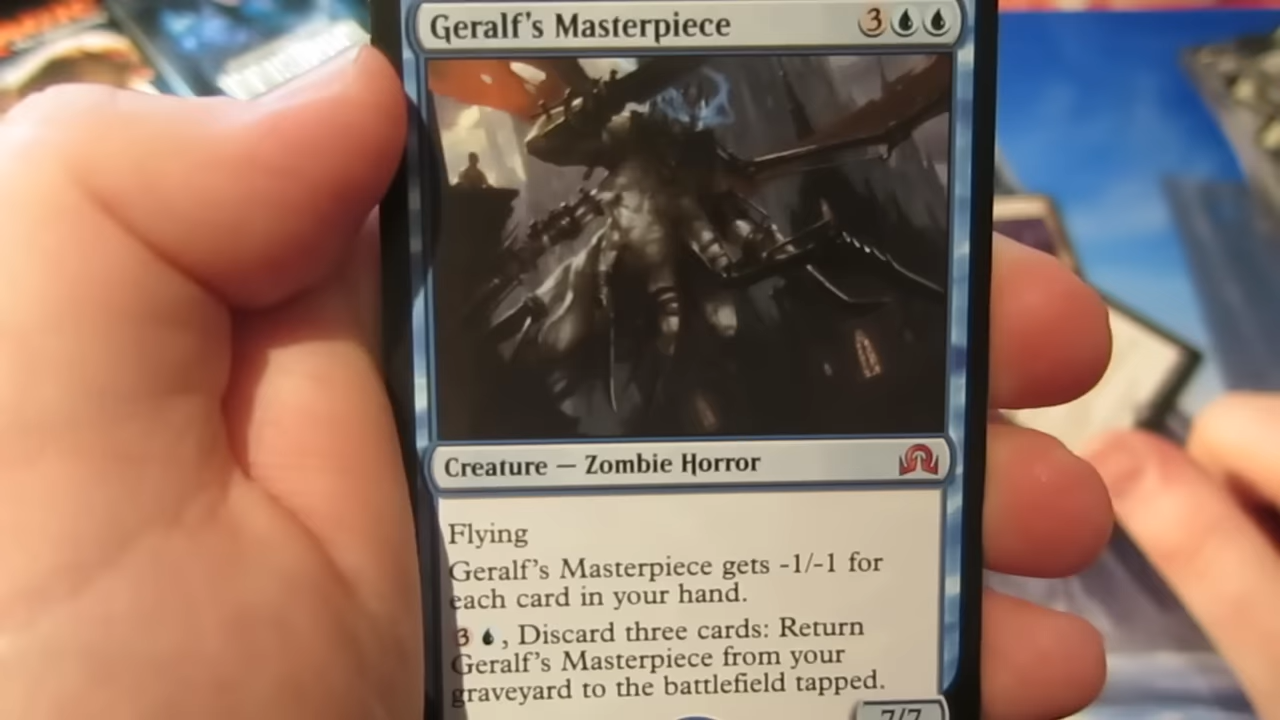 Geralf's Masterpiece 3
Creature — Zombie Horror
Flying
Geralf's Masterpiece gets -1/-1 for
each card in your hand.
3 , Discard three cards: Return
Geralf's Masterpiece from your
graveyard to the battlefield tapped.
7/7